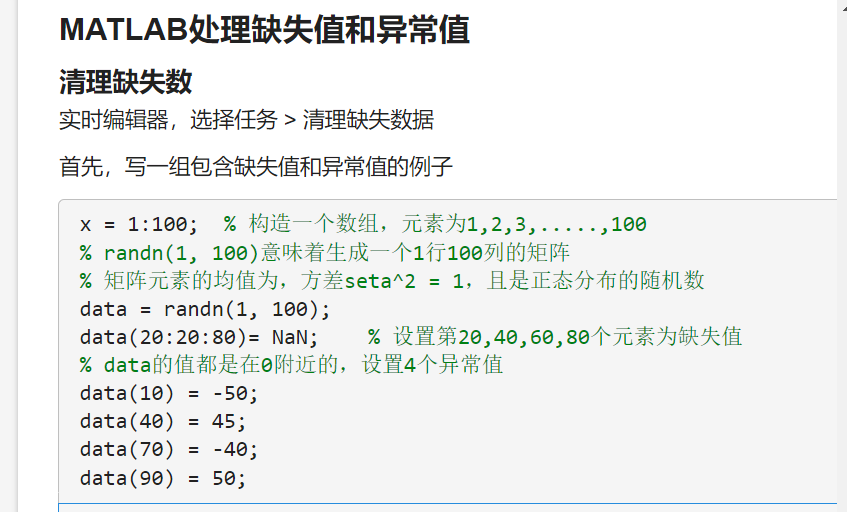 MATLAB处理缺失值和异常值
清理缺失数
实时编辑器，选择任务 > 清理缺失数据
首先，写一组包含缺失值和异常值的例子
x = 1:100;  % 构造一个数组，元素为1,2,3,.....,100
% randn(1, 100)意味着生成一个1行100列的矩阵
% 矩阵元素的均值为，方差seta^2 = 1，且是正态分布的随机数
data = randn(1, 100);
data(20:20:80)= NaN;    % 设置第20,40,60,80个元素为缺失值
% data的值都是在0附近的，设置4个异常值
data(10) = -50;
data(40) = 45;
data(70) = -40;
data(90) = 50;